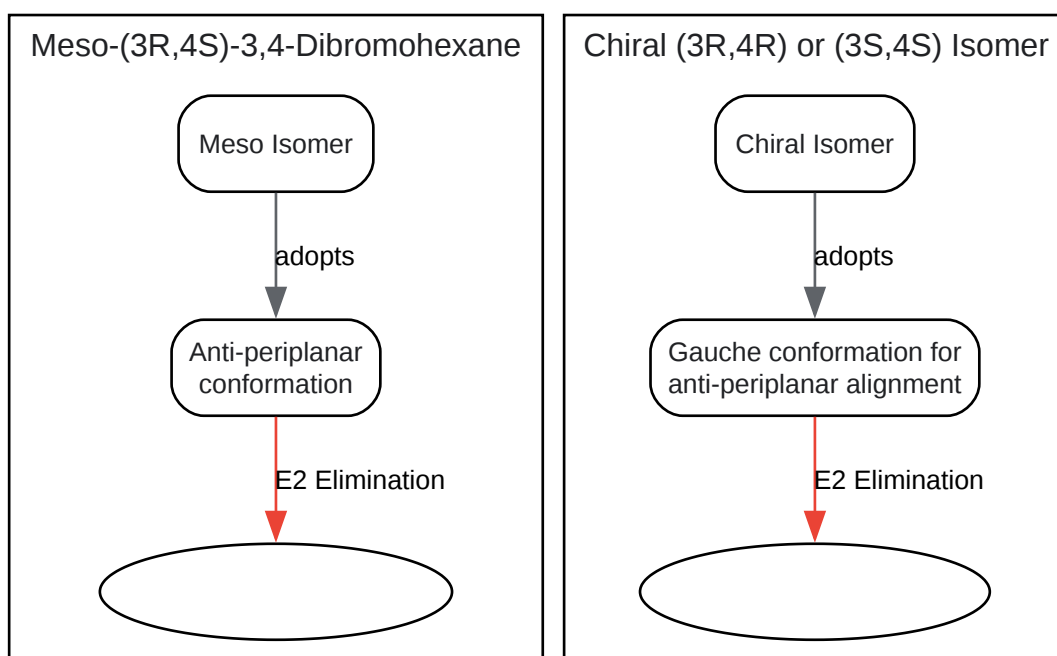 Meso-(3R,4S)-3,4-Dibromohexane
Meso Isomer
adopts
Anti-periplanar
conformation
E2 Elimination
Chiral (3R,4R) or (3S,4S) Isomer
Chiral Isomer
adopts
Gauche conformation for
anti-periplanar alignment
E2 Elimination